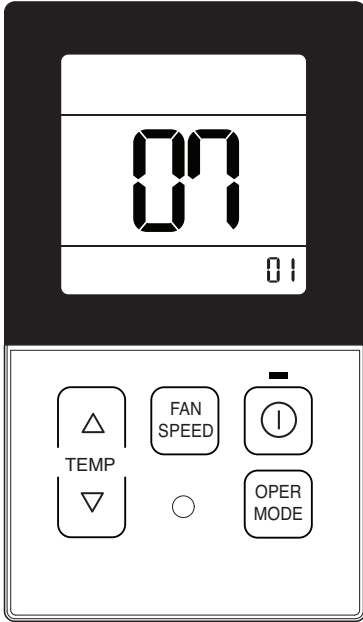 07
01
FAN
SPEED
TEMP
OPER
MODE